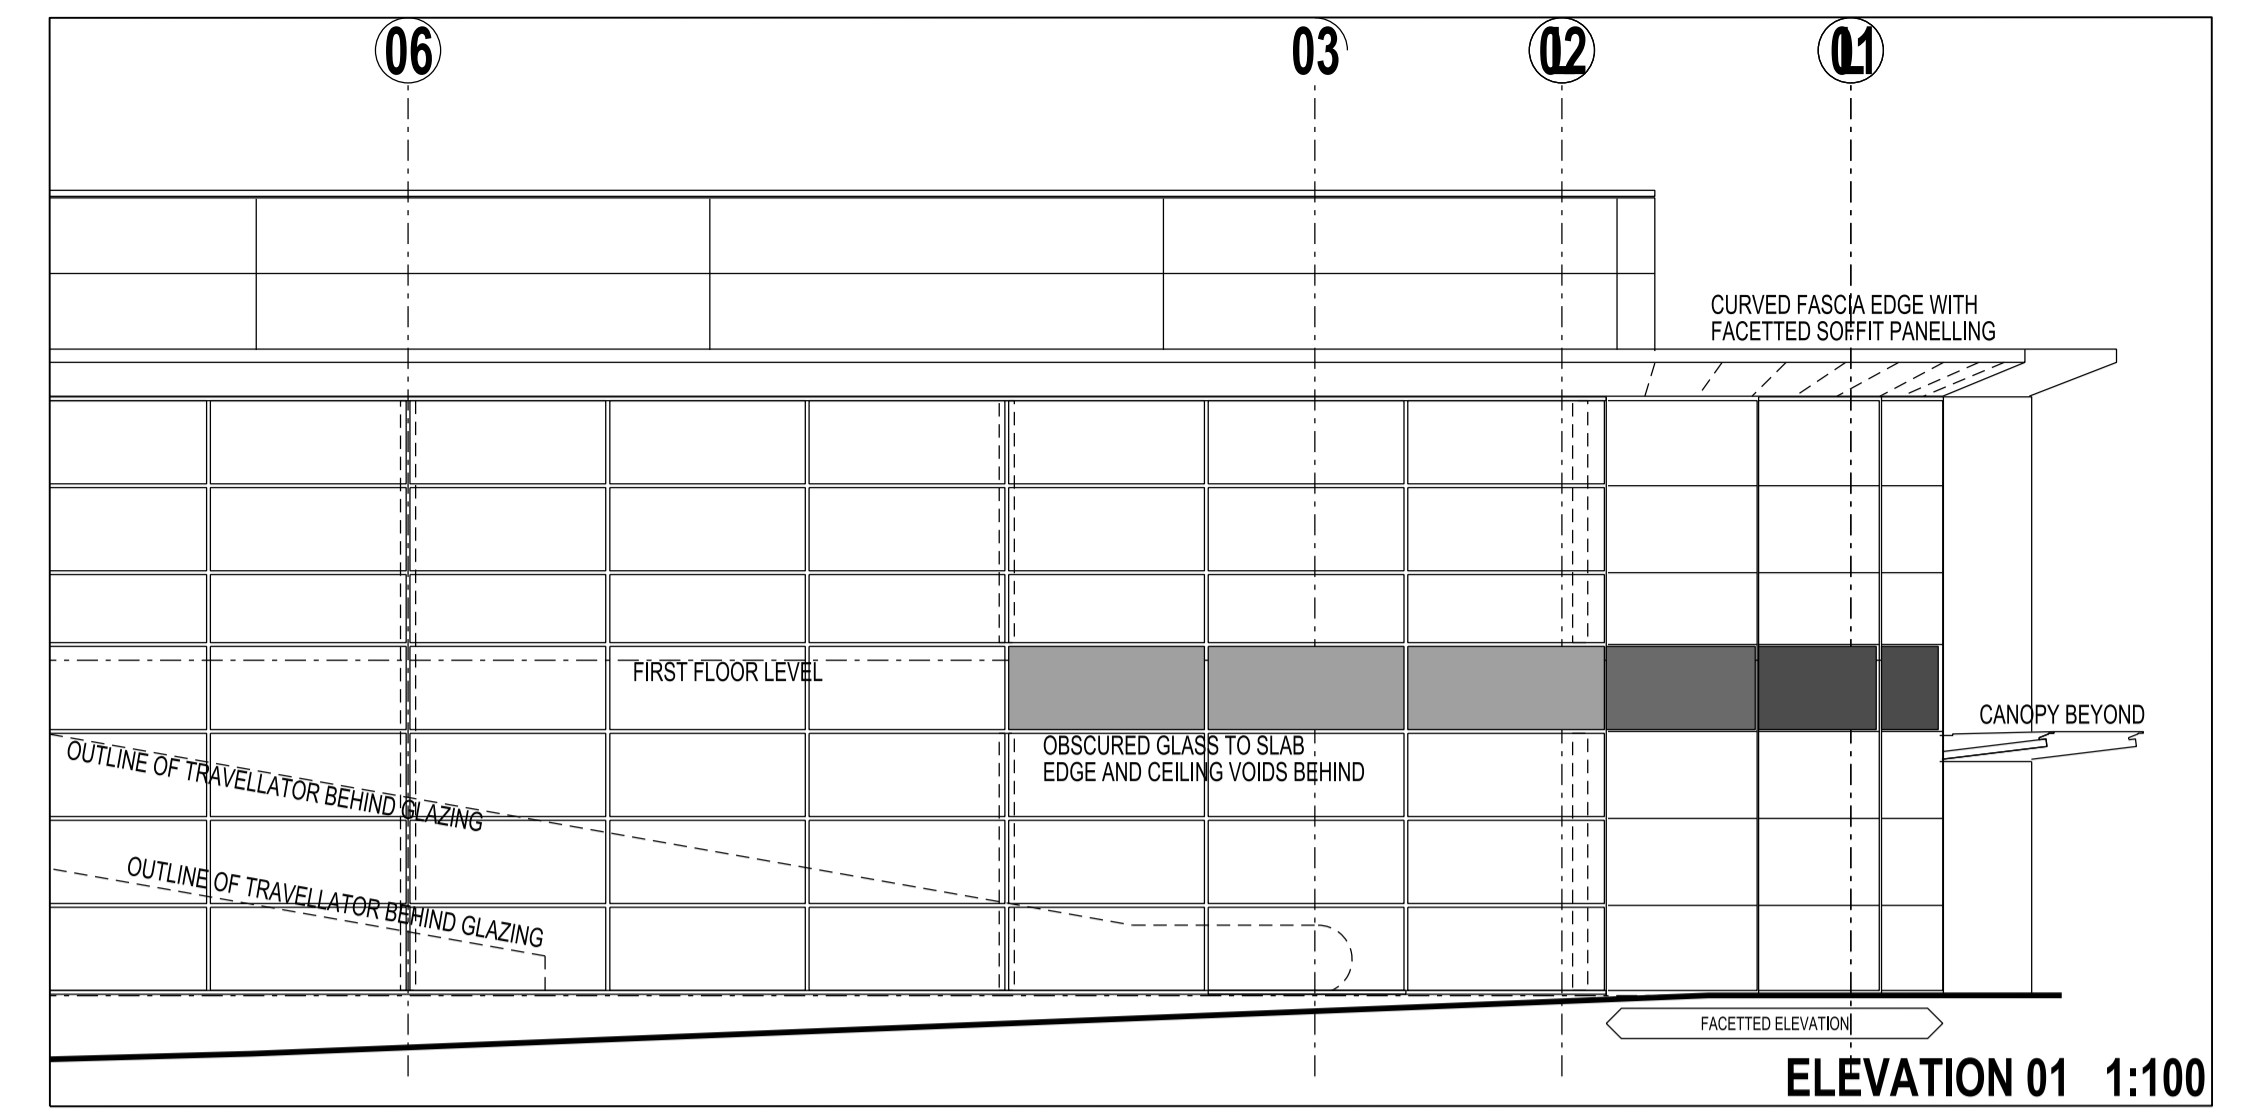 06
03
02
01
CURVED FASCIA EDGE WITH
FACETTED SOFFIT PANELLING
FIRST FLOOR LEVEL
CANOPY BEYOND
OBSCURED GLASS TO SLAB
EDGE AND CEILING VOIDS BEHIND
OUTLINE OF TRAVELLATOR BEHIND GLAZING
OUTLINE OF TRAVELLATOR BEHIND GLAZING
FACETTED ELEVATION
ELEVATION 01 1:100